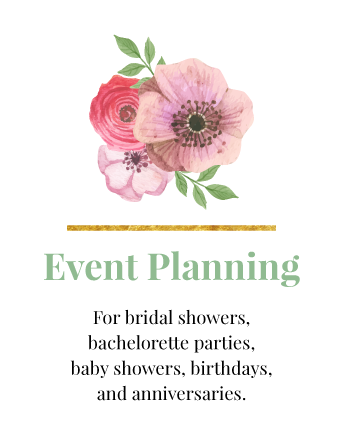 Event Planning
For bridal showers,
bachelorette parties,
baby showers, birthdays,
and anniversaries.